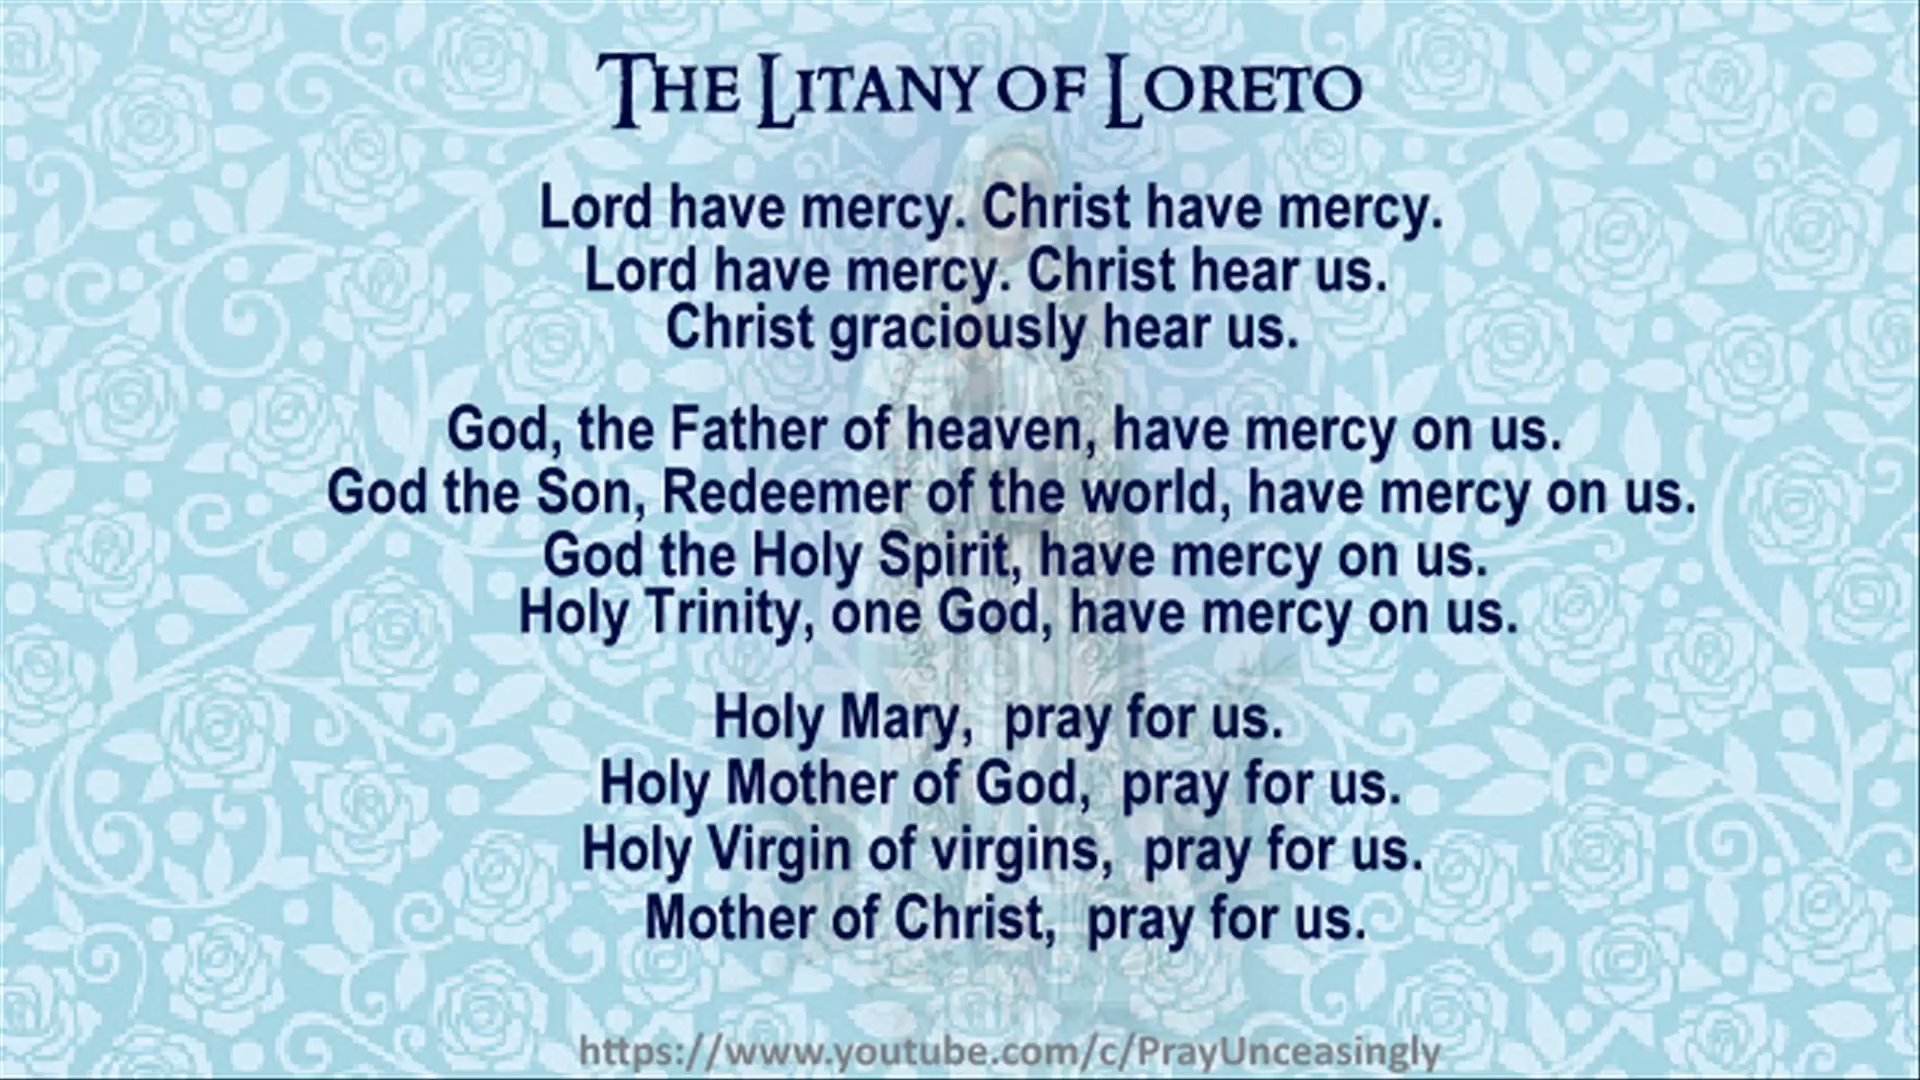 The Litany of Loreto
Lord have mercy. Christ have mercy.
Lord have mercy. Christ hear us.
Christ graciously hear us.
God, the Father of heaven, have mercy on us.
God the Son, Redeemer of the world, have mercy on us.
God the Holy Spirit, have mercy on us.
Holy Trinity, one God, have mercy on us.
Holy Mary,  pray for us.
Holy Mother of God,  pray for us.
Holy Virgin of virgins,  pray for us.
Mother of Christ,  pray for us.
https://www.youtube.com/c/PrayUnceasingly